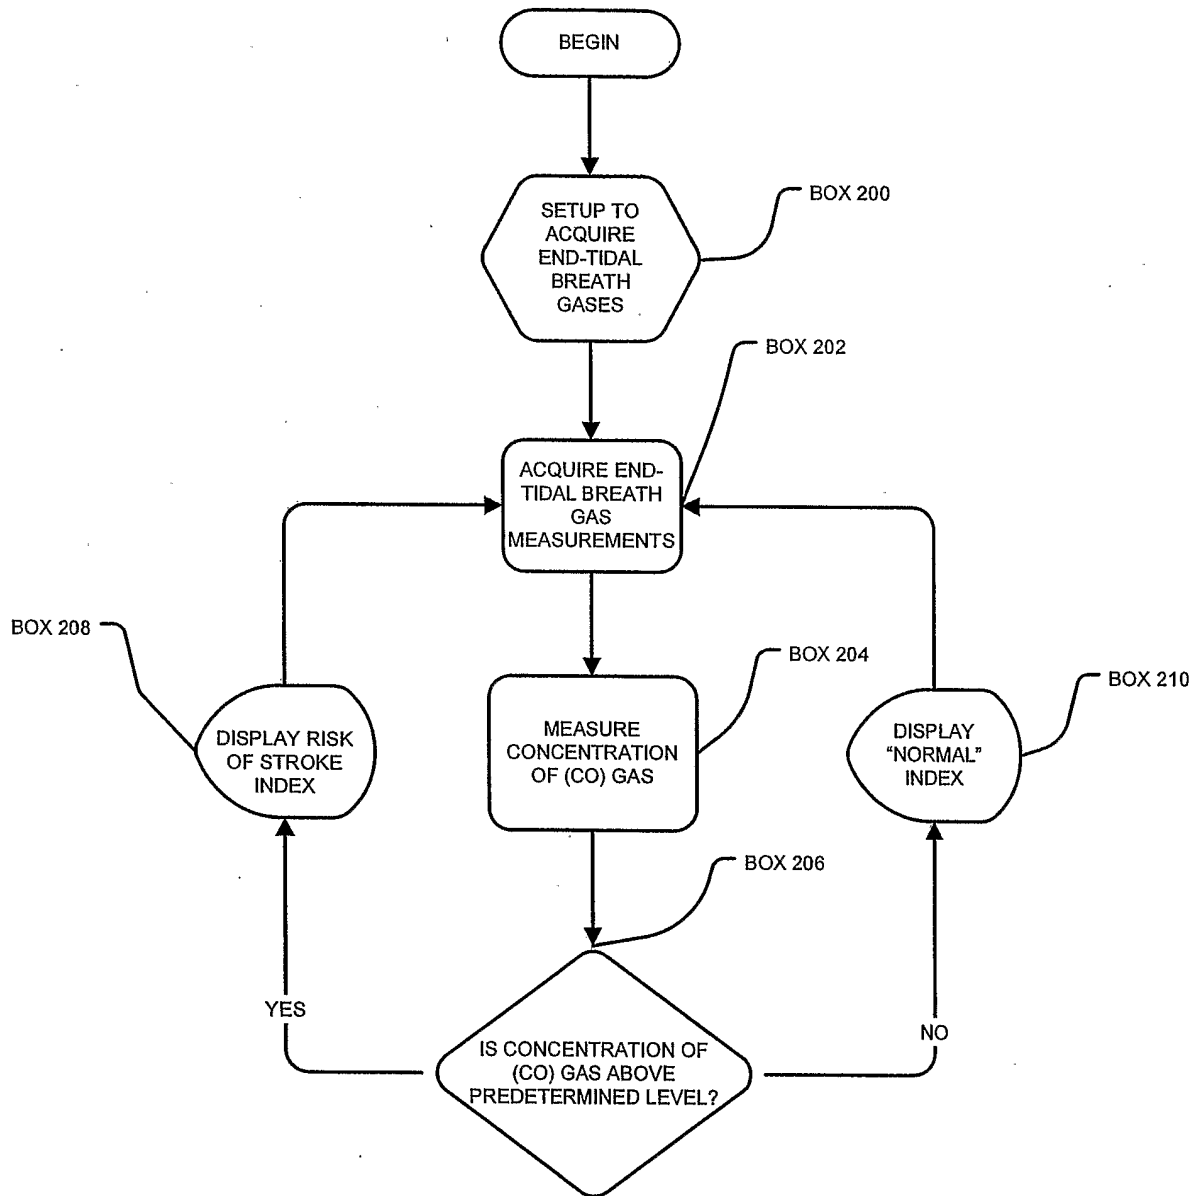 BEGIN
SETUP TO
ACQUIRE
END-TIDAL
BREATH
GASES
BOX 200
BOX 202
ACQUIRE END-
TIDAL BREATH
GAS
MEASUREMENTS
BOX 208
BOX 204
BOX 210
DISPLAY RISK
OF STROKE
INDEX
MEASURE
CONCENTRATION
OF (CO) GAS
DISPLAY
“NORMAL”
INDEX
BOX 206
YES
NO
IS CONCENTRATION OF
(CO) GAS ABOVE
PREDETERMINED LEVEL?